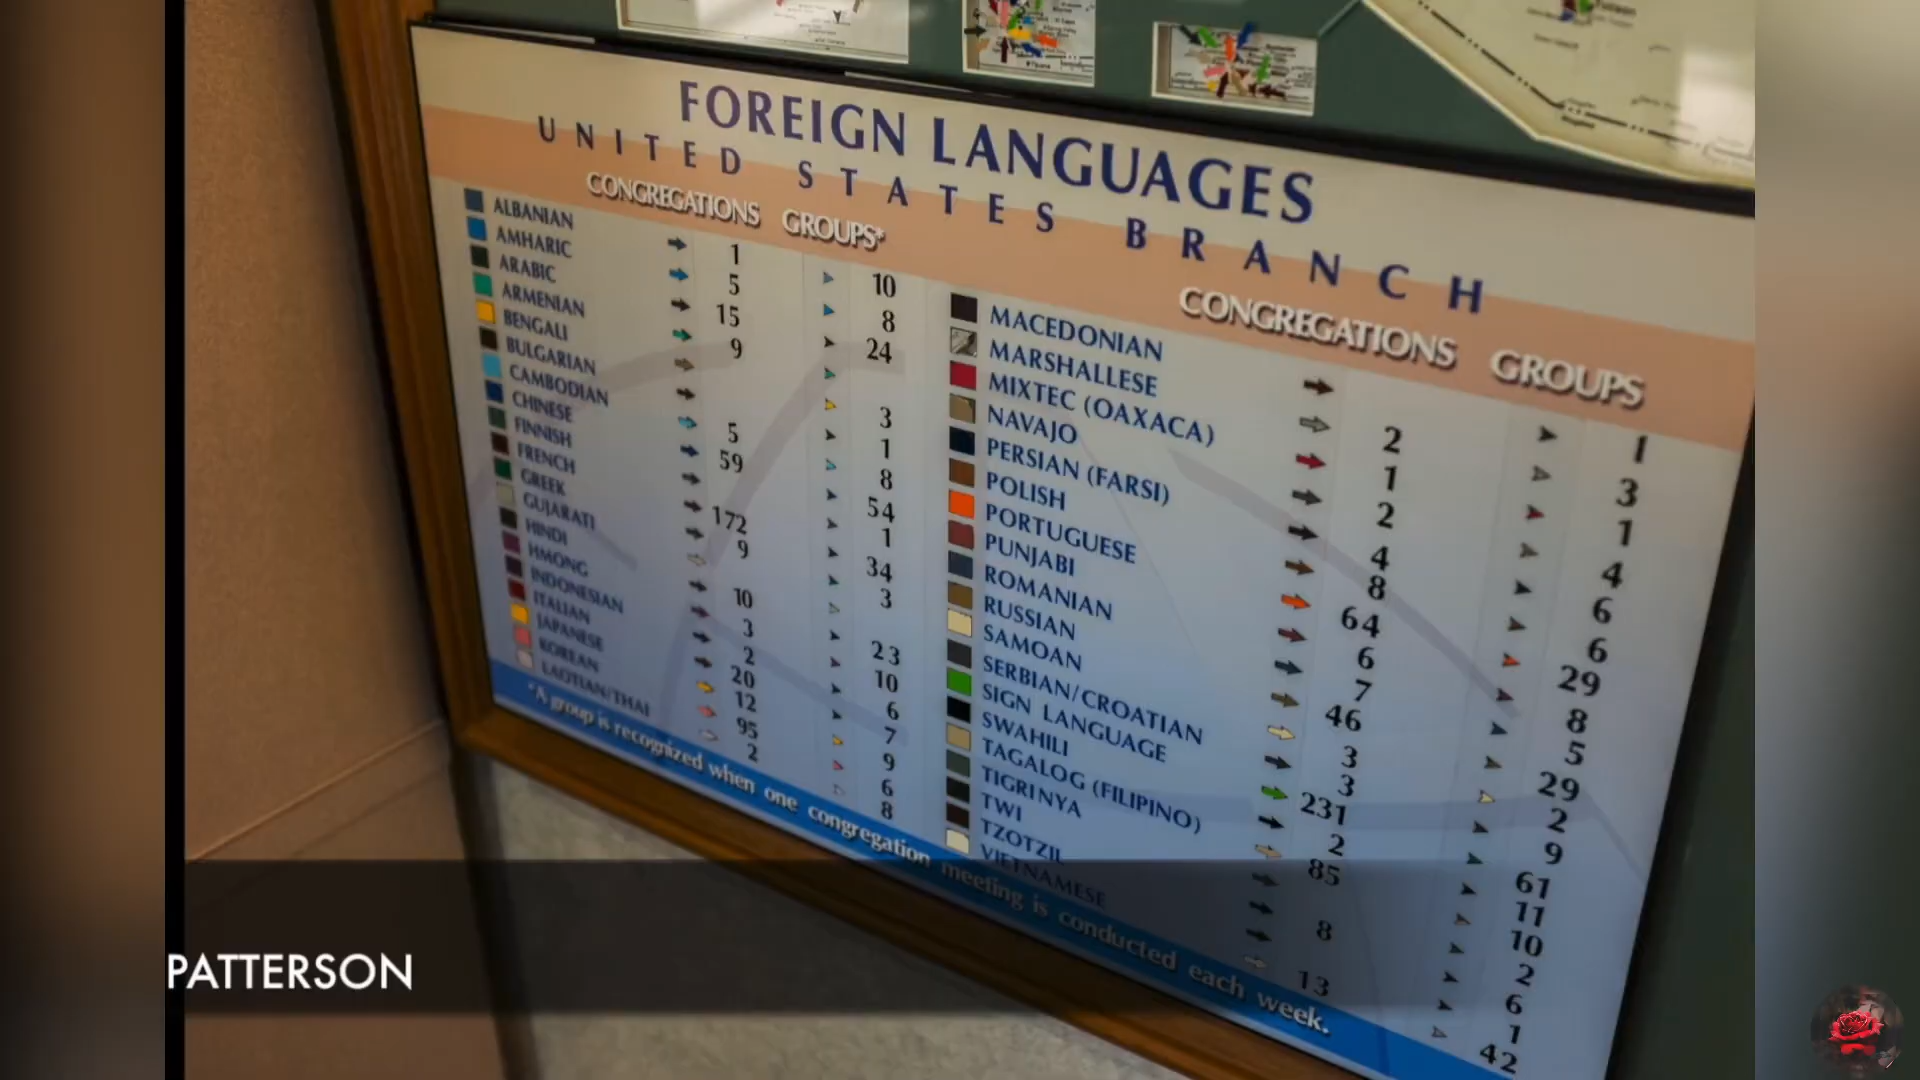 FOREIGN LANGUAGES
UNITED STATES BRANCH
CONGREGATIONS GROUPS*
ALBANIAN 1 10
AMHARIC 5 8
ARABIC 15 24
ARMENIAN 9
BENGALI 3
BULGARIAN 1
CAMBODIAN 5 8
CHINESE 59 54
FINNISH 1
FRENCH 172 34
GREEK 9 3
GUJARATI
HINDI 10 23
HMONG 3 10
INDONESIAN 2 6
ITALIAN 20 7
JAPANESE 12 9
KOREAN 95 6
LAOTIAN/THAI 2 8
CONGREGATIONS GROUPS
MACEDONIAN 1
MARSHALLESE 2 3
MIXTEC (OAXACA) 1 1
NAVAJO 2 4
PERSIAN (FARSI) 4 6
POLISH 8 6
PORTUGUESE 64 29
PUNJABI 6 8
ROMANIAN 7 5
RUSSIAN 46 29
SAMOAN 3 2
SERBIAN/CROATIAN 3 9
SIGN LANGUAGE 231 61
SWAHILI 2 11
TAGALOG (FILIPINO) 85 10
TIGRINYA 2
TWI 8 6
TZOTZIL 1
VIETNAMESE 13 42
*A group is recognized when one congregation meeting is conducted each week.
PATTERSON